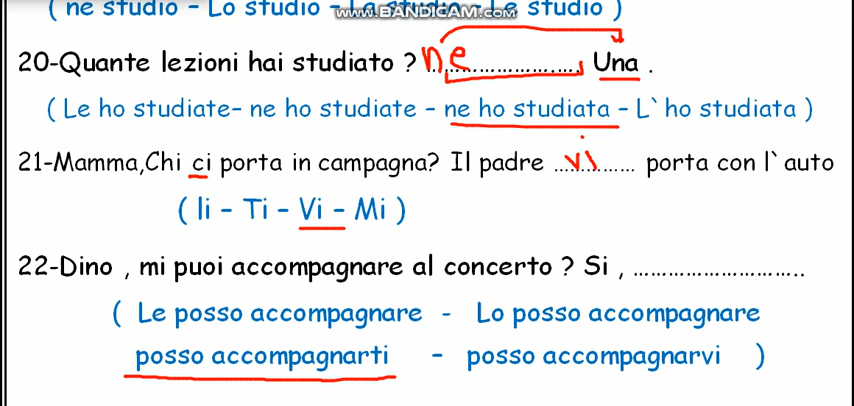 ( ne studio - Lo studio - La studio - Le studio )
www.BANDICAM.com
20-Quante lezioni hai studiato ? ne ........................ Una .
( Le ho studiate- ne ho studiate - ne ho studiata - L` ho studiata )
21-Mamma,Chi ci porta in campagna? Il padre ...vi......... porta con l` auto
( li - Ti - Vi - Mi )
22-Dino , mi puoi accompagnare al concerto ? Si , ............................
( Le posso accompagnare - Lo posso accompagnare
posso accompagnarti - posso accompagnarvi )